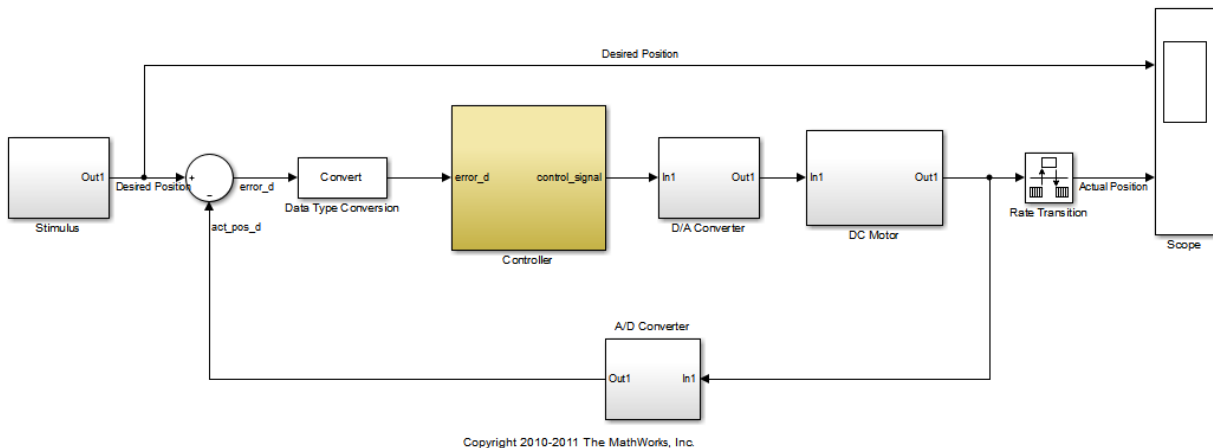 Desired Position
Out1
Desired Position
+
−
error_d
act_pos_d
Stimulus
Convert
Data Type Conversion
error_d
control_signal
Controller
In1
Out1
D/A Converter
In1
Out1
DC Motor
Rate Transition
Actual Position
Scope
A/D Converter
Out1
In1
Copyright 2010-2011 The MathWorks, Inc.